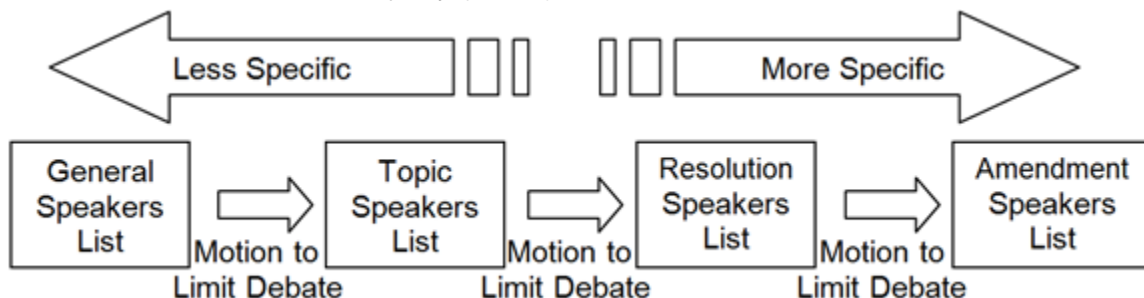 Less Specific
More Specific
General
Speakers
List
Motion to
Limit Debate
Topic
Speakers
List
Motion to
Limit Debate
Resolution
Speakers
List
Motion to
Limit Debate
Amendment
Speakers
List